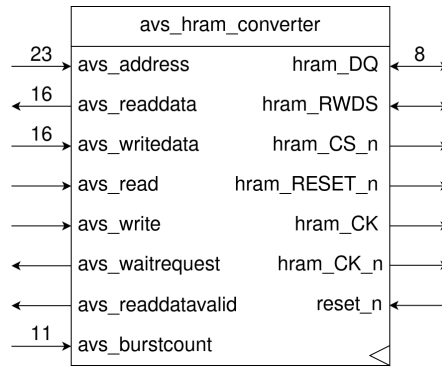 avs_hram_converter
23 avs_address hram_DQ 8
16 avs_readdata hram_RWDS
16 avs_writedata hram_CS_n
avs_read hram_RESET_n
avs_write hram_CK
avs_waitrequest hram_CK_n
avs_readdatavalid reset_n
11 avs_burstcount